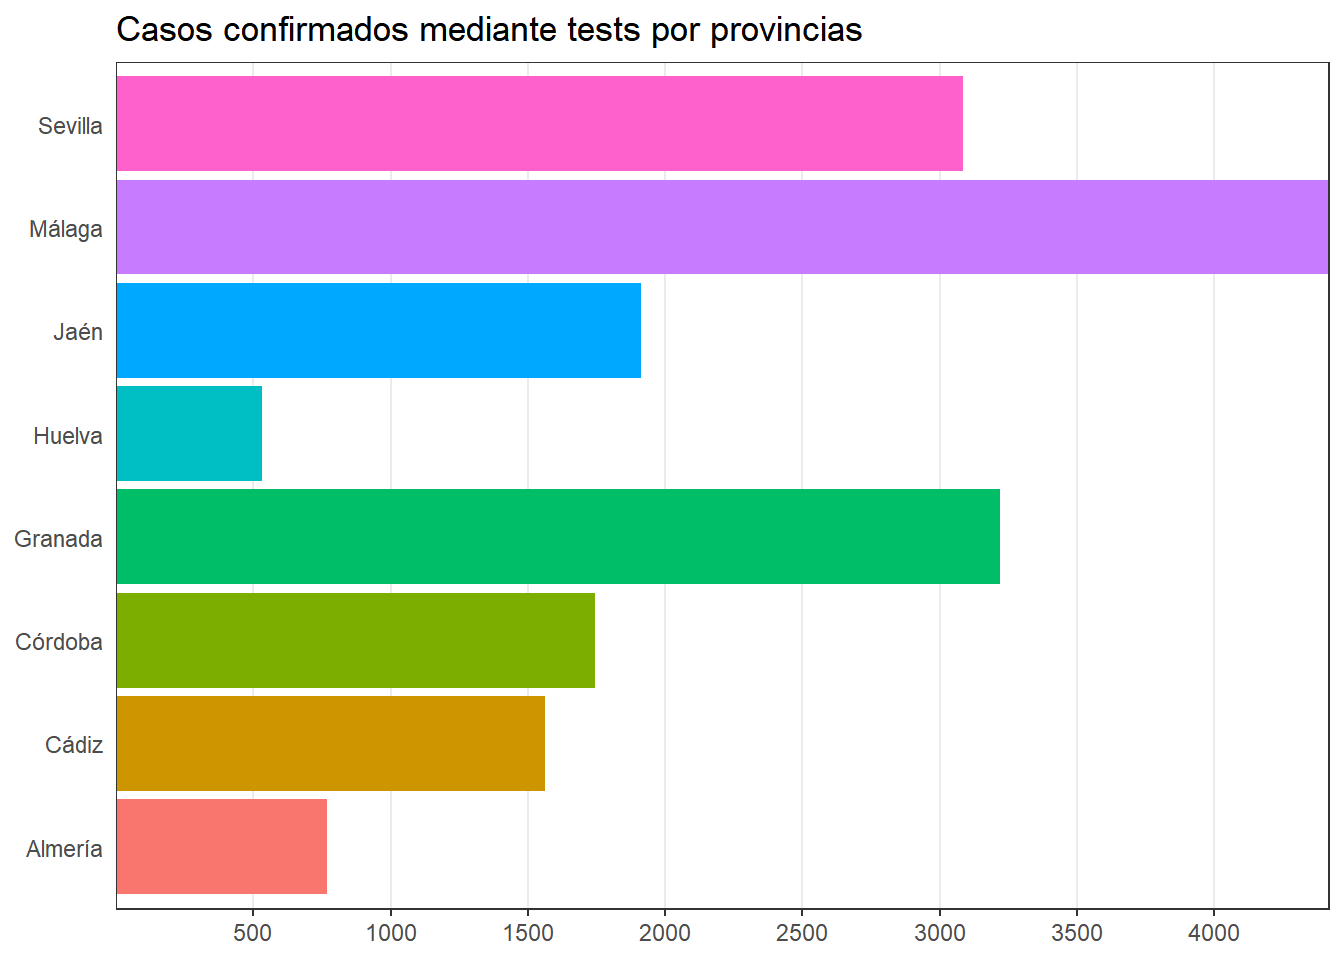 Casos confirmados mediante tests por provincias
Sevilla
Málaga
Jaén
Huelva
Granada
Córdoba
Cádiz
Almería
500 1000 1500 2000 2500 3000 3500 4000